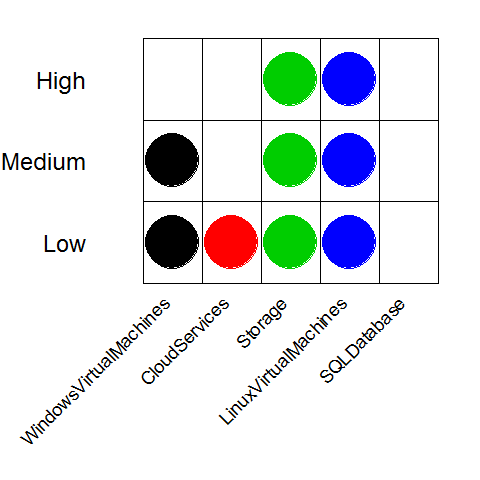 High
Medium
Low
WindowsVirtualMachines
CloudServices
Storage
LinuxVirtualMachines
SQLDatabase